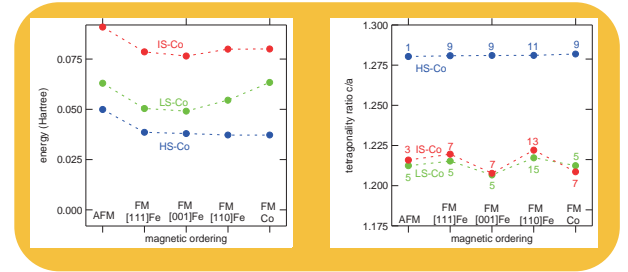 0.075
0.050
0.025
0.000
energy (Hartree)
IS-Co
LS-Co
HS-Co
AFM
FM
[111]Fe
FM
[001]Fe
FM
[110]Fe
FM
Co
magnetic ordering
1.300
1.275
1.250
1.225
1.200
1.175
tetragonality ratio c/a
1
9
9
11
9
HS-Co
3
IS-Co
7
7
13
5
5
LS-Co
5
5
15
7
AFM
FM
[111]Fe
FM
[001]Fe
FM
[110]Fe
FM
Co
magnetic ordering